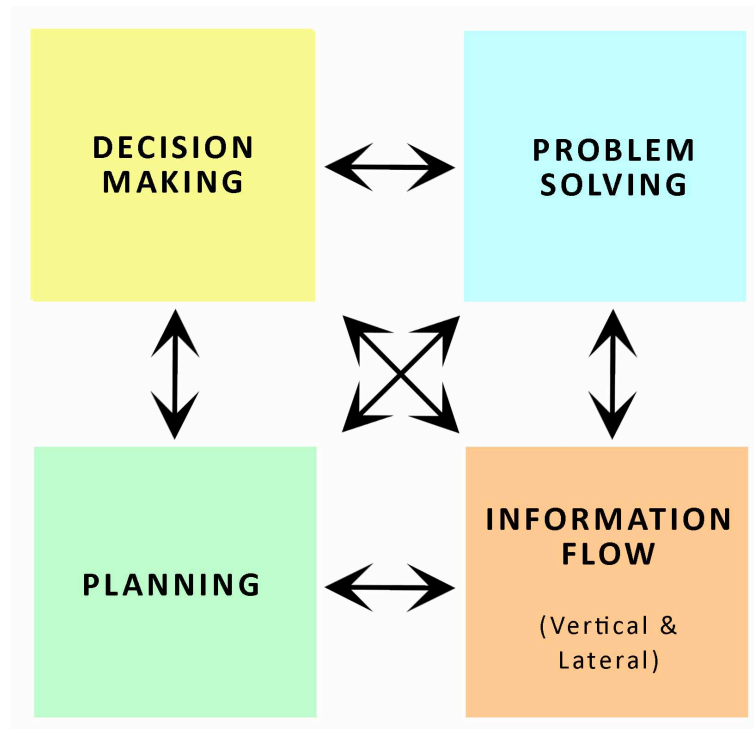 DECISION
MAKING
PROBLEM
SOLVING
PLANNING
INFORMATION
FLOW
(Vertical &
Lateral)